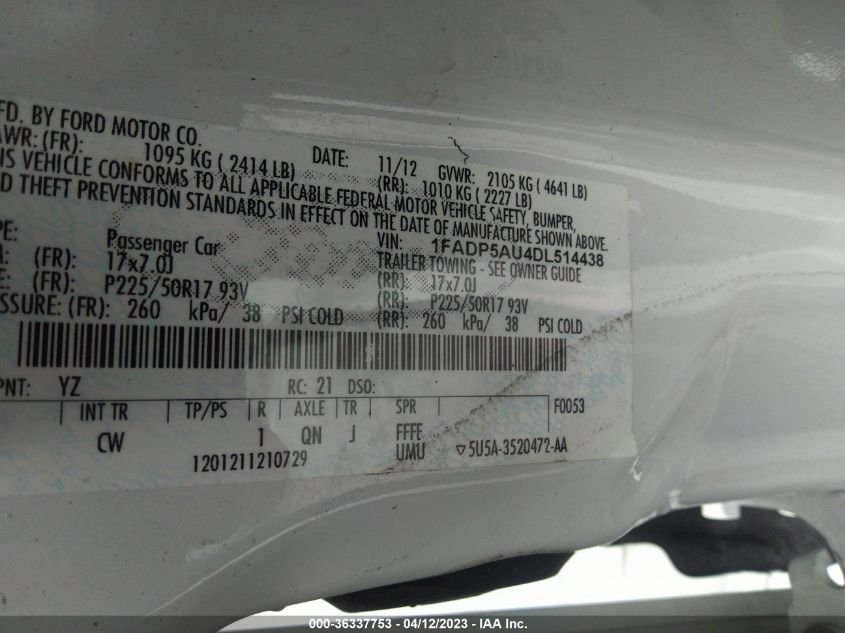 FD. BY FORD MOTOR CO.
AWR: (FR): 1095 KG ( 2414 LB) DATE: 11/12 GVWR: 2105 KG ( 4641 LB)
(RR): 1010 KG ( 2227 LB)
IS VEHICLE CONFORMS TO ALL APPLICABLE FEDERAL MOTOR VEHICLE SAFETY, BUMPER,
D THEFT PREVENTION STANDARDS IN EFFECT ON THE DATE OF MANUFACTURE SHOWN ABOVE.
PE: Passenger Car VIN: 1FADP5AU4DL514438
TRAILER TOWING - SEE OWNER GUIDE
(FR): 17x7.0J (RR): 17x7.0J
E: (FR): P225/50R17 93V (RR): P225/50R17 93V
SSURE: (FR): 260 kPa/ 38 PSI COLD (RR): 260 kPa/ 38 PSI COLD
PNT: YZ RC: 21 DSO:
INT TR TP/PS R AXLE TR SPR F0053
CW 1 QN J FFFE
UMU
1201211210729 5U5A-3520472-AA
000-36337753 - 04/12/2023 - IAA Inc.